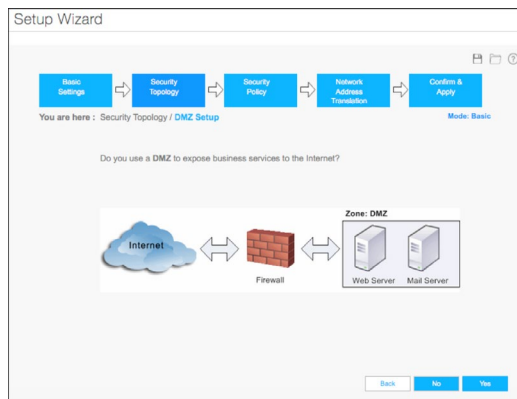 Setup Wizard
Basic Settings
Security Topology
Security Policy
Network Address Translation
Confirm & Apply
You are here : Security Topology / DMZ Setup
Mode: Basic
Do you use a DMZ to expose business services to the Internet?
Zone: DMZ
Internet
Firewall
Web Server
Mail Server
Back
No
Yes